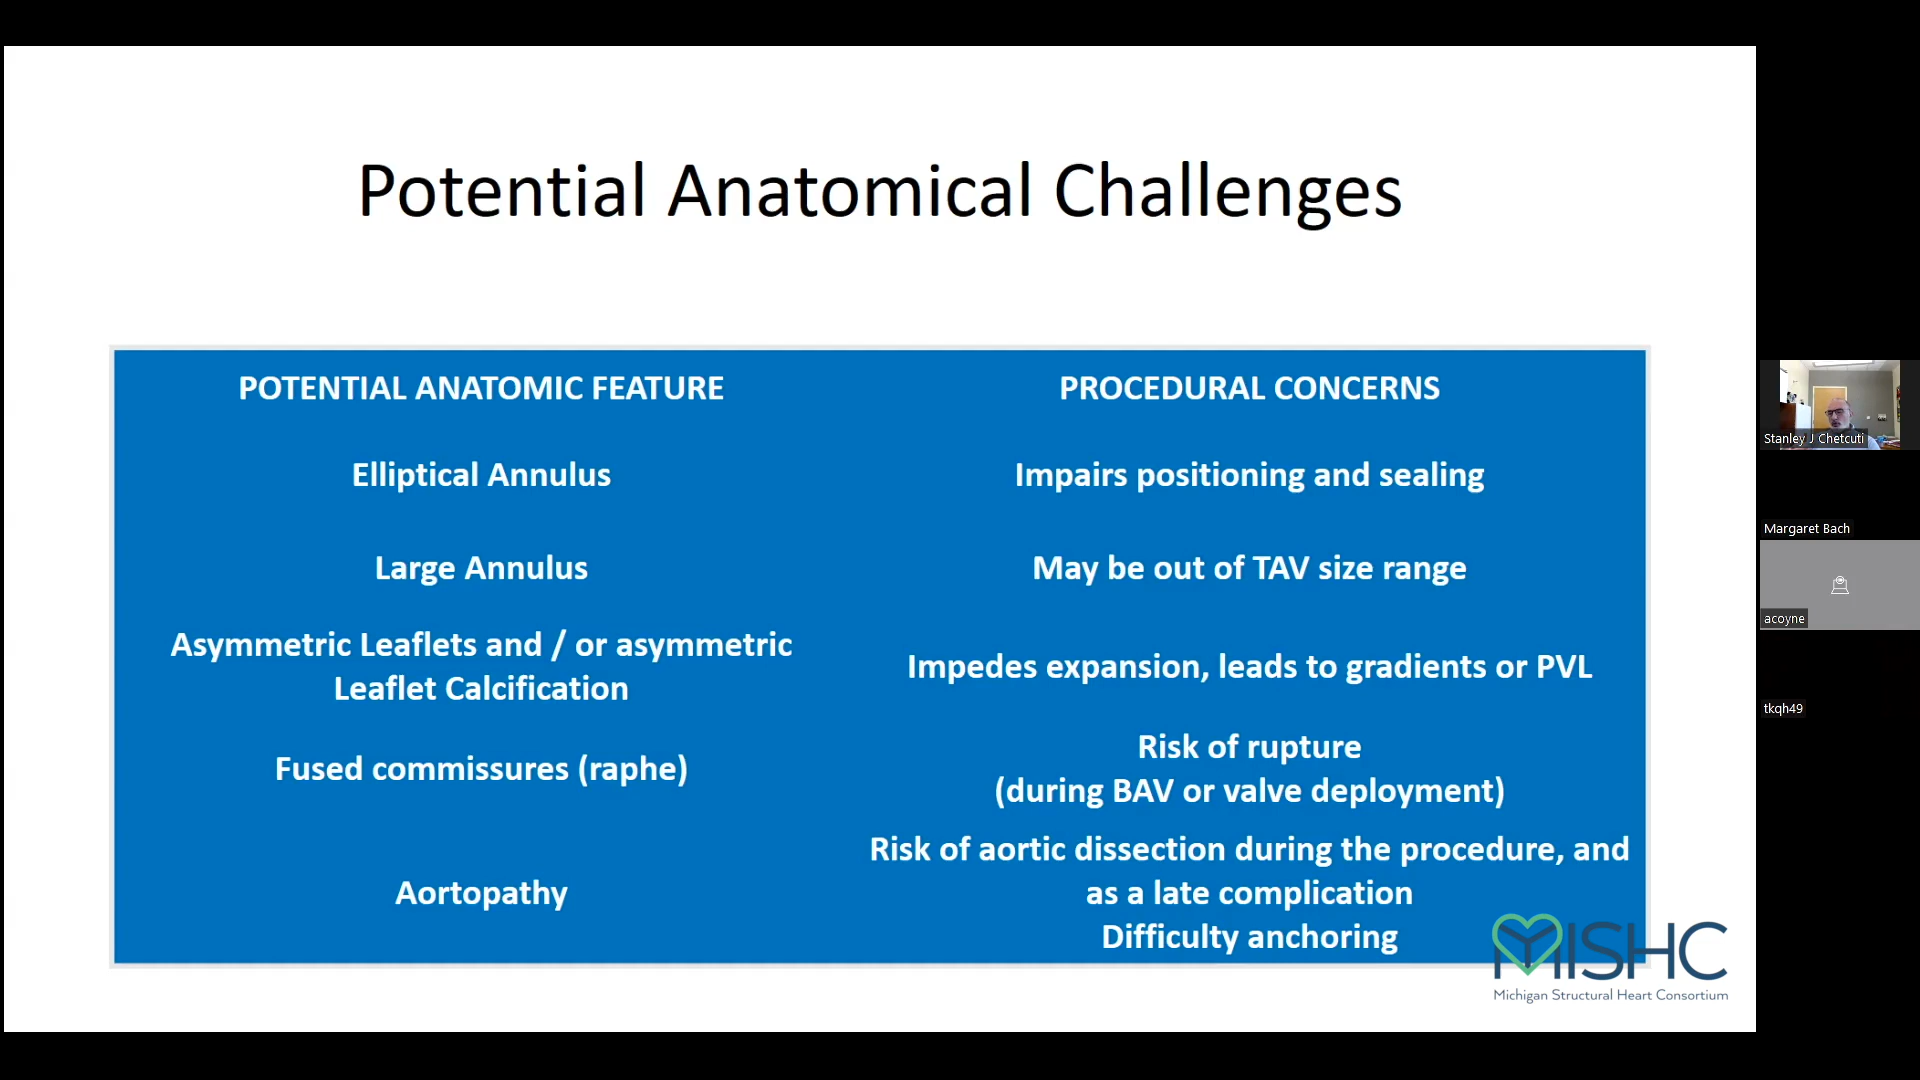 Potential Anatomical Challenges
POTENTIAL ANATOMIC FEATURE
PROCEDURAL CONCERNS
Elliptical Annulus
Impairs positioning and sealing
Large Annulus
May be out of TAV size range
Asymmetric Leaflets and / or asymmetric
Leaflet Calcification
Impedes expansion, leads to gradients or PVL
Fused commissures (raphe)
Risk of rupture
(during BAV or valve deployment)
Aortopathy
Risk of aortic dissection during the procedure, and
as a late complication
Difficulty anchoring
MISHC
Michigan Structural Heart Consortium
Stanley J Chetcuti
Margaret Bach
acoyne
tkqh49